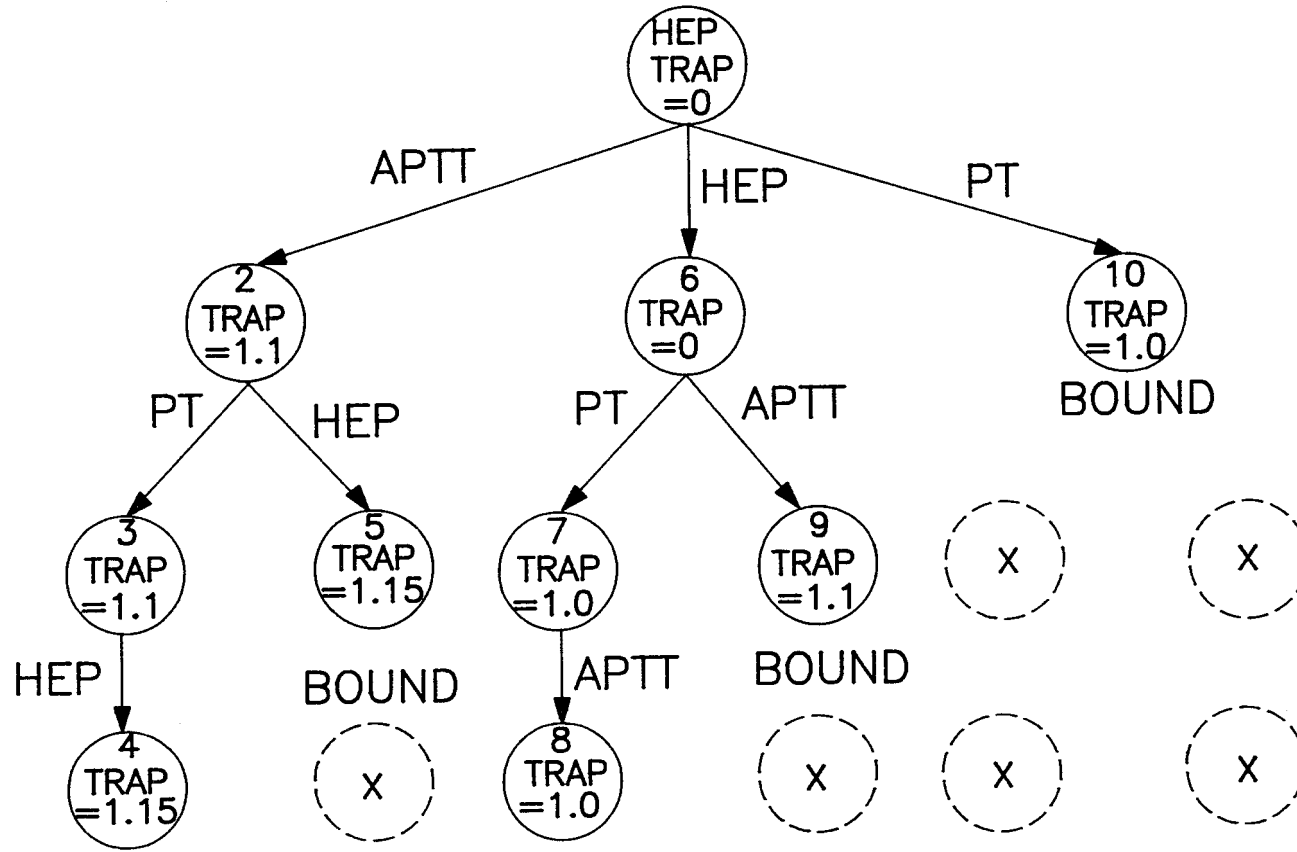 HEP
TRAP
=0
APTT
HEP
PT
2
TRAP
=1.1
6
TRAP
=0
10
TRAP
=1.0
BOUND
PT
HEP
PT
APTT
3
TRAP
=1.1
5
TRAP
=1.15
7
TRAP
=1.0
9
TRAP
=1.1
X
X
HEP
BOUND
APTT
BOUND
4
TRAP
=1.15
X
8
TRAP
=1.0
X
X
X